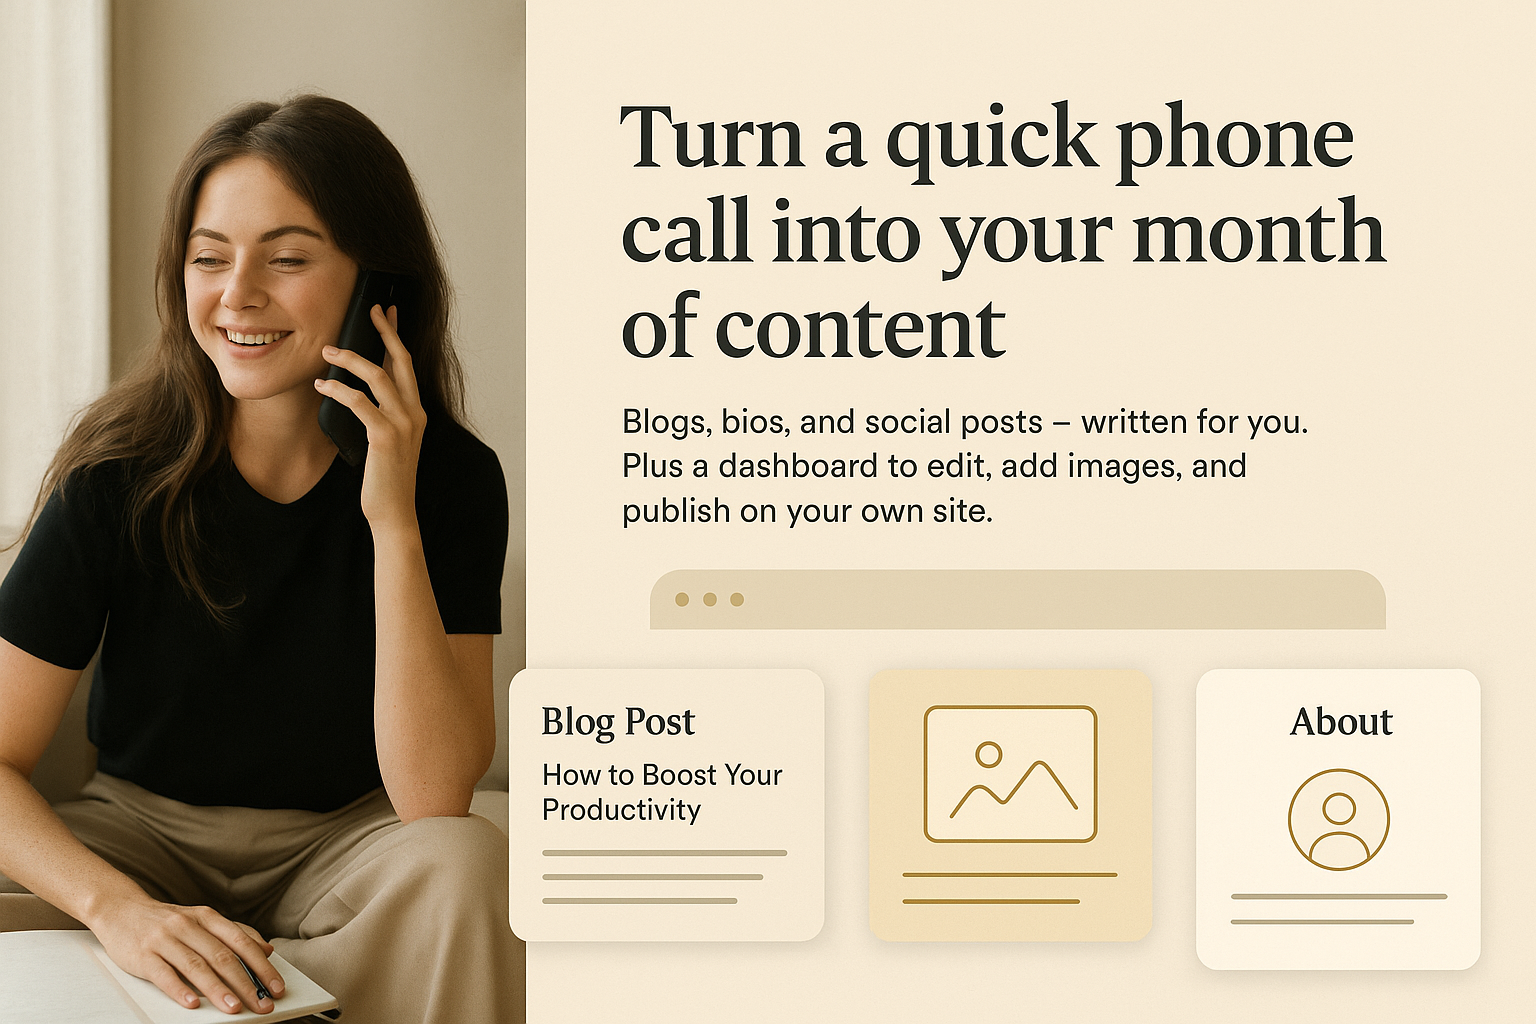 Turn a quick phone
call into your month
of content
Blogs, bios, and social posts – written for you.
Plus a dashboard to edit, add images, and
publish on your own site.
Blog Post
How to Boost Your
Productivity
About